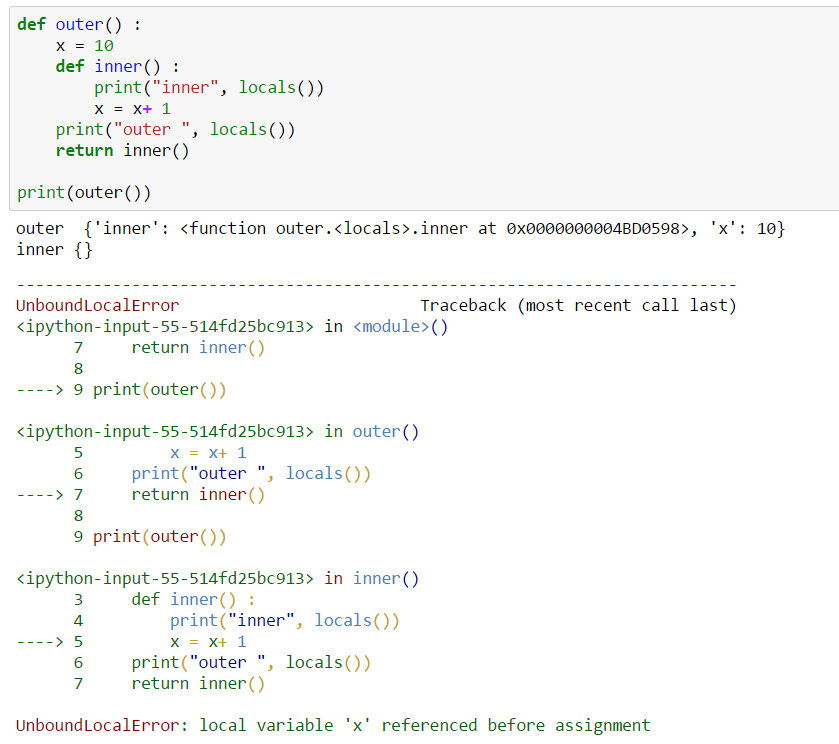 def outer() :
    x = 10
    def inner() :
        print("inner", locals())
        x = x+ 1
    print("outer ", locals())
    return inner()

print(outer())
outer  {'inner': <function outer.<locals>.inner at 0x0000000004BD0598>, 'x': 10}
inner {}
---------------------------------------------------------------------------
UnboundLocalError                         Traceback (most recent call last)
<ipython-input-55-514fd25bc913> in <module>()
      7     return inner()
      8 
----> 9 print(outer())

<ipython-input-55-514fd25bc913> in outer()
      5         x = x+ 1
      6     print("outer ", locals())
----> 7     return inner()
      8 
      9 print(outer())

<ipython-input-55-514fd25bc913> in inner()
      3     def inner() :
      4         print("inner", locals())
----> 5         x = x+ 1
      6     print("outer ", locals())
      7     return inner()

UnboundLocalError: local variable 'x' referenced before assignment